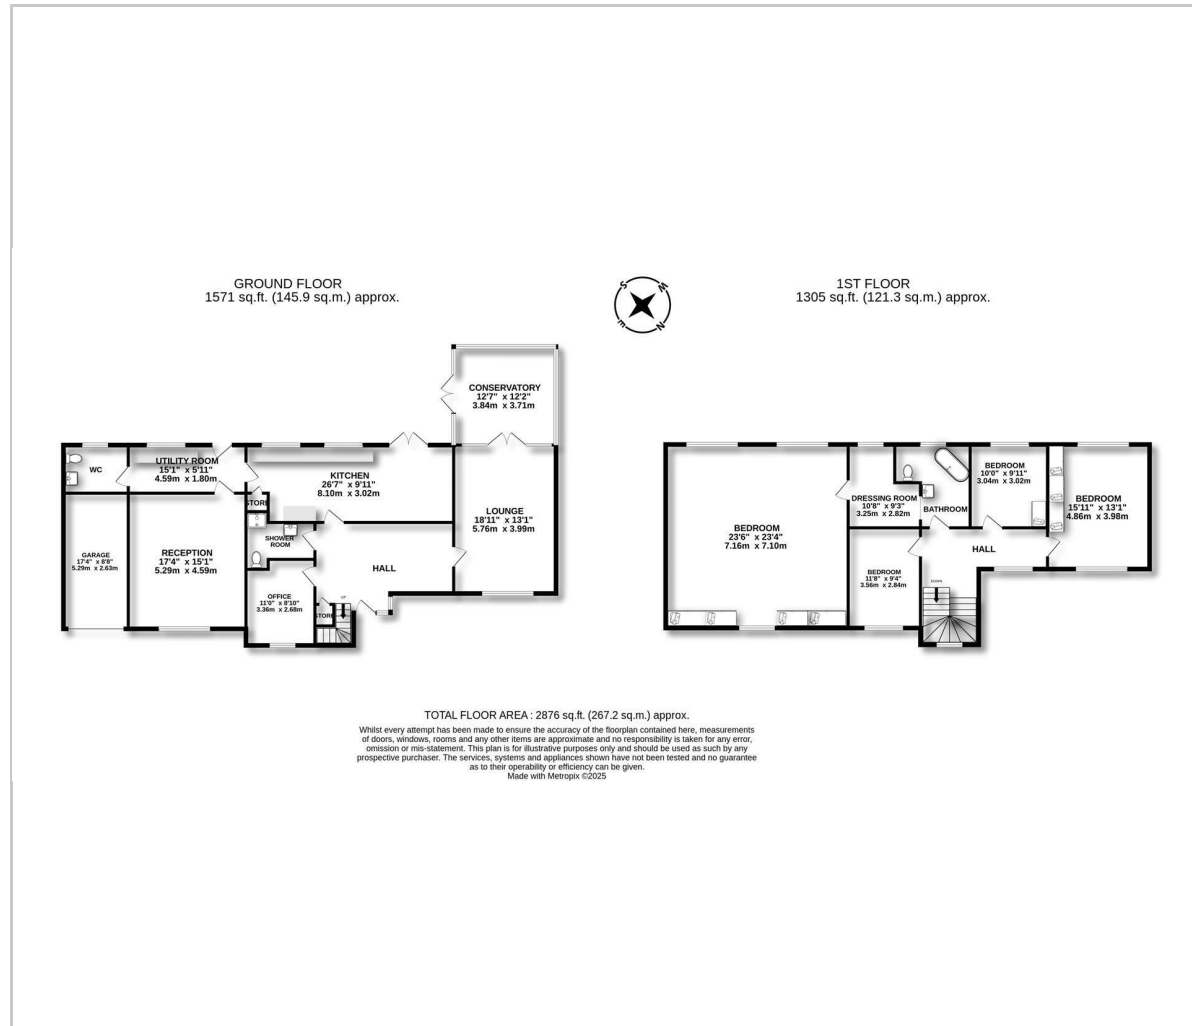 GROUND FLOOR
1571 sq.ft. (145.9 sq.m.) approx.
S
W
E
N
1ST FLOOR
1305 sq.ft. (121.3 sq.m.) approx.
CONSERVATORY
12'7" x 12'2"
3.84m x 3.71m
WC
UTILITY ROOM
15'1" x 5'11"
4.59m x 1.80m
KITCHEN
26'7" x 9'11"
8.10m x 3.02m
STORE
LOUNGE
18'11" x 13'1"
5.76m x 3.99m
SHOWER
ROOM
GARAGE
17'4" x 8'8"
5.29m x 2.63m
RECEPTION
17'4" x 15'1"
5.29m x 4.59m
HALL
OFFICE
11'0" x 8'10"
3.36m x 2.68m
UP
STORE
BEDROOM
23'6" x 23'4"
7.16m x 7.10m
DRESSING ROOM
10'8" x 9'3"
3.25m x 2.82m
BATHROOM
BEDROOM
10'0" x 9'11"
3.04m x 3.02m
BEDROOM
15'11" x 13'1"
4.86m x 3.98m
HALL
BEDROOM
11'8" x 9'4"
3.56m x 2.84m
DOWN
TOTAL FLOOR AREA : 2876 sq.ft. (267.2 sq.m.) approx.
Whilst every attempt has been made to ensure the accuracy of the floorplan contained here, measurements
of doors, windows, rooms and any other items are approximate and no responsibility is taken for any error,
omission or mis-statement. This plan is for illustrative purposes only and should be used as such by any
prospective purchaser. The services, systems and appliances shown have not been tested and no guarantee
as to their operability or efficiency can be given.
Made with Metropix ©2025